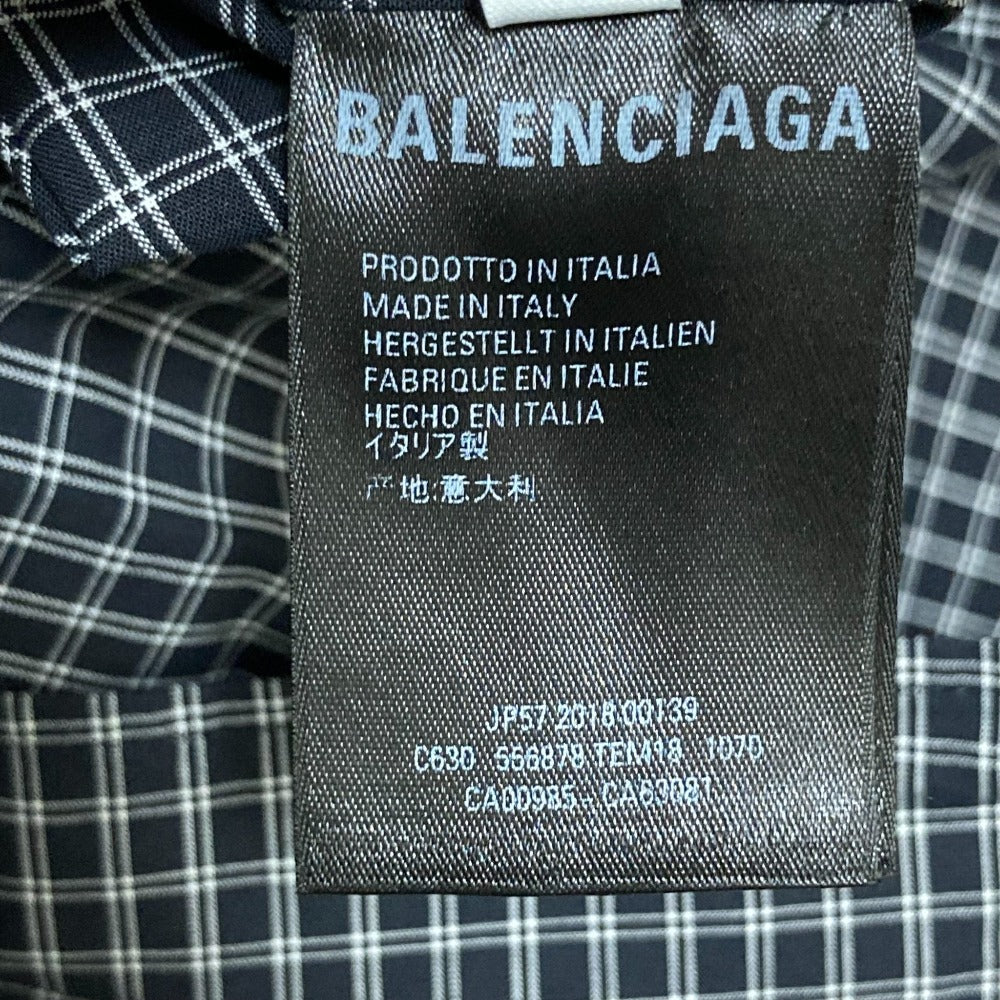 BALENCIAGA
PRODOTTO IN ITALIA
MADE IN ITALY
HERGESTELLT IN ITALIEN
FABRIQUE EN ITALIE
HECHO EN ITALIA
イタリア製
产地:意大利
JP57 2018 00139
C630 556878 TEM18 1070
CA00985 - CA63081